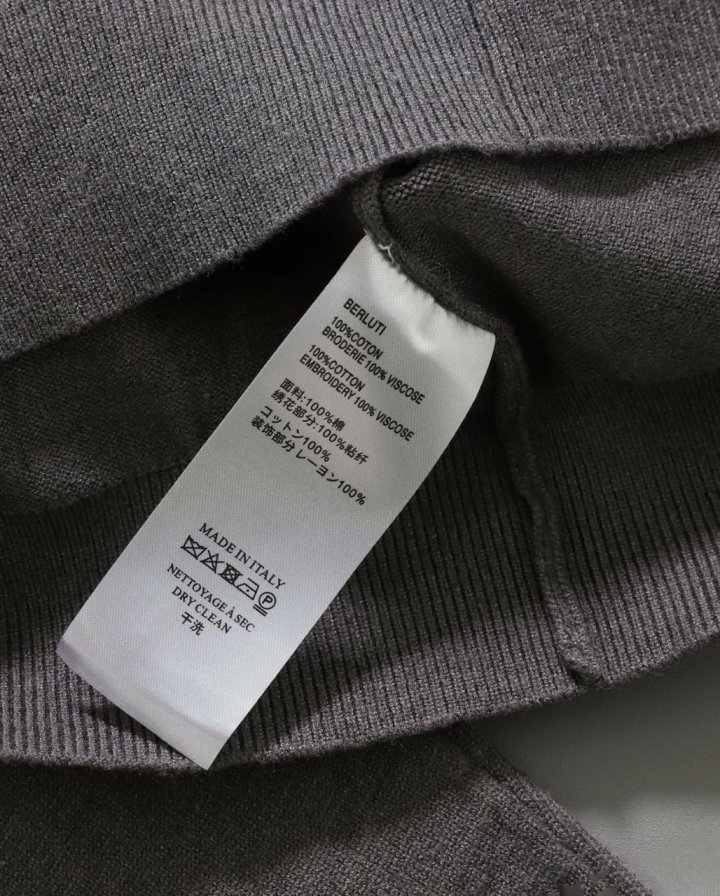 BERLUTI
100%COTON
BRODERIE 100% VISCOSE
100%COTTON
EMBROIDERY 100% VISCOSE
面料:100%棉
绣花部分:100%粘纤
コットン100%
装饰部分 レーヨン100%
MADE IN ITALY
P
NETTOYAGE À SEC
DRY CLEAN
干洗